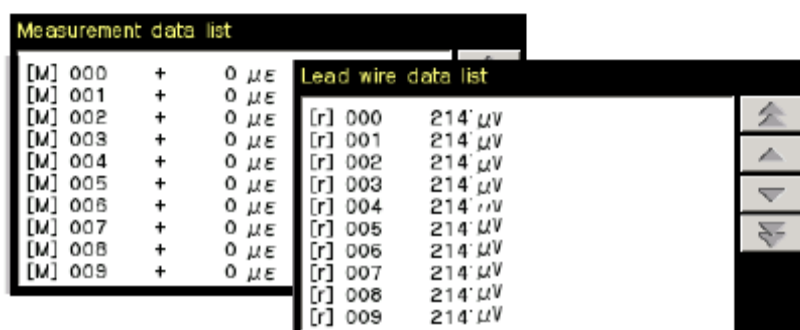 Measurement data list
[M] 000 + 0 με
[M] 001 + 0 με
[M] 002 + 0 με
[M] 003 + 0 με
[M] 004 + 0 με
[M] 005 + 0 με
[M] 006 + 0 με
[M] 007 + 0 με
[M] 008 + 0 με
[M] 009 + 0 με
Lead wire data list
[r] 000 214 μV
[r] 001 214 μV
[r] 002 214 μV
[r] 003 214 μV
[r] 004 214 μV
[r] 005 214 μV
[r] 006 214 μV
[r] 007 214 μV
[r] 008 214 μV
[r] 009 214 μV